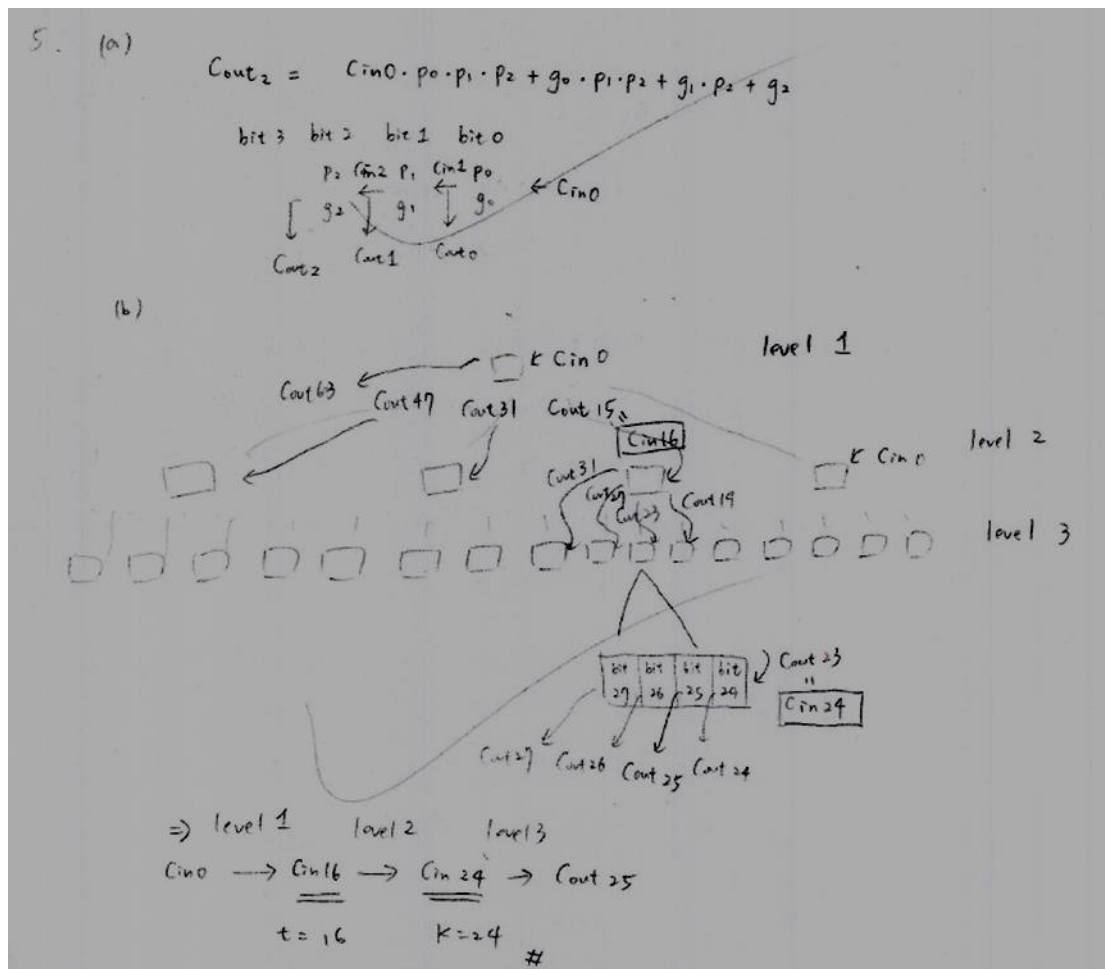 5. (a)
Cout2 = Cin0·p0·p1·p2 + g0·p1·p2 + g1·p2 + g2
bit 3 bit 2 bit 1 bit 0
p2 Cin2 p1 Cin1 p0
← Cin0
g2 g1 g0
Cout2 Cout1 Cout0
(b)
level 1
Cin0
Cout63 Cout47 Cout31 Cout15 =
Cin16
level 2
Cin0
Cout31 Cout27 Cout23 Cout19
level 3
bit 27 bit 26 bit 25 bit 24
Cout23
=
Cin24
Cout27 Cout26 Cout25 Cout24
⇒ level 1 level 2 level 3
Cin0 → Cin16 → Cin24 → Cout25
t=16 k=24 #